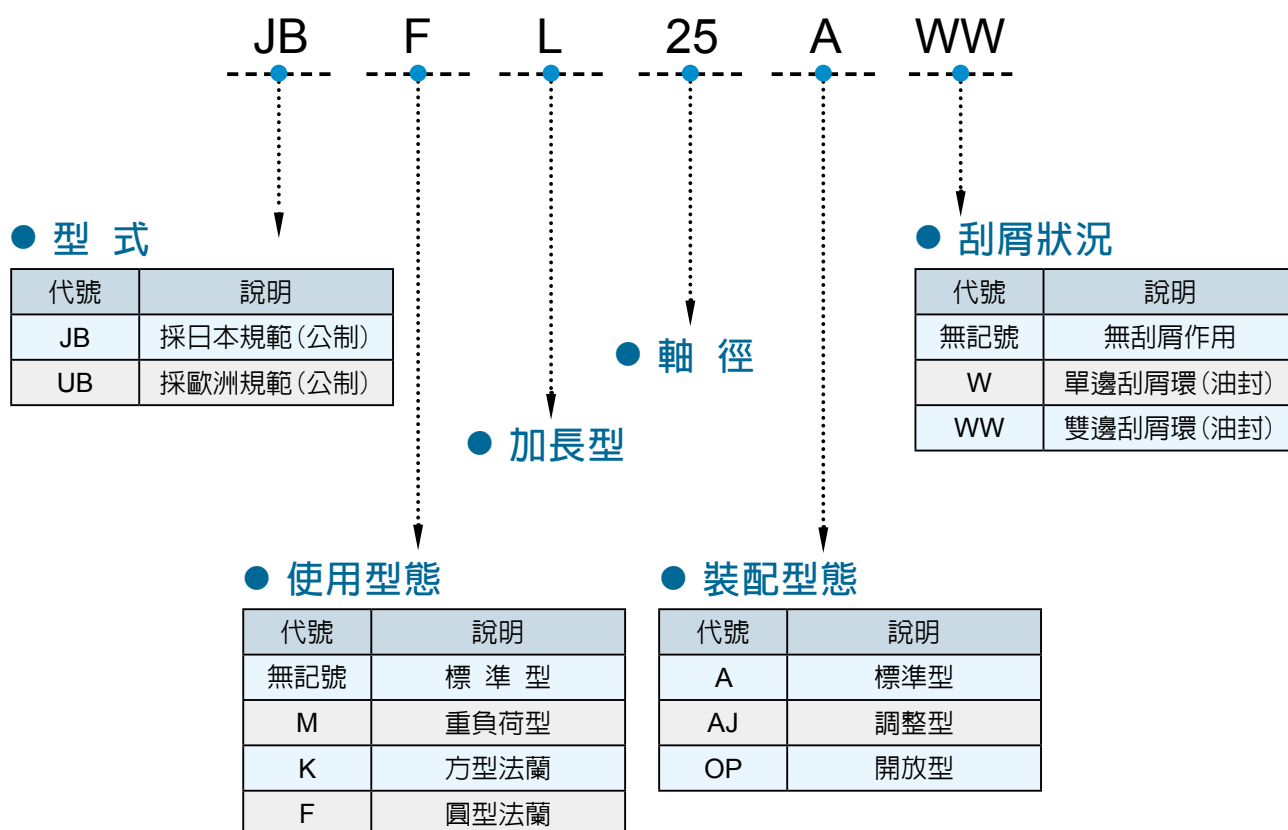 JB F L 25 A WW
● 型 式
代號 說明
JB 採日本規範(公制)
UB 採歐洲規範(公制)
● 刮屑狀況
代號 說明
無記號 無刮屑作用
W 單邊刮屑環(油封)
WW 雙邊刮屑環(油封)
● 軸 徑
● 加長型
● 使用型態
代號 說明
無記號 標 準 型
M 重負荷型
K 方型法蘭
F 圓型法蘭
● 裝配型態
代號 說明
A 標準型
AJ 調整型
OP 開放型